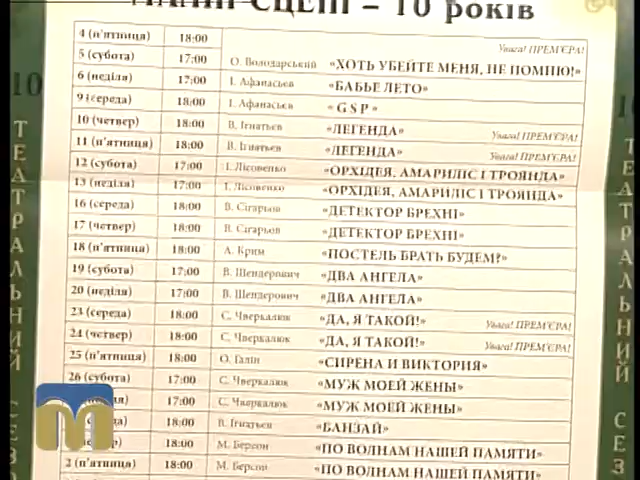 СЦЕНІ – 10 років
4 (п'ятниця) 18:00 Увага! ПРЕМ'ЄРА!
5 (субота) 17:00 О. Володарський «ХОТЬ УБЕЙТЕ МЕНЯ, НЕ ПОМНЮ!»
6 (неділя) 17:00 І. Афанасьєв «БАБЬЕ ЛЕТО»
9 (середа) 18:00 І. Афанасьєв « G S P »
10 (четвер) 18:00 В. Ігнатьєв «ЛЕГЕНДА» Увага! ПРЕМ'ЄРА!
11 (п'ятниця) 18:00 В. Ігнатьєв «ЛЕГЕНДА» Увага! ПРЕМ'ЄРА!
12 (субота) 17:00 І. Лісовенко «ОРХІДЕЯ, АМАРИЛІС І ТРОЯНДА»
13 (неділя) 17:00 І. Лісовенко «ОРХІДЕЯ, АМАРИЛІС І ТРОЯНДА»
16 (середа) 18:00 В. Сігарьов «ДЕТЕКТОР БРЕХНІ»
17 (четвер) 18:00 В. Сігарьов «ДЕТЕКТОР БРЕХНІ»
18 (п'ятниця) 18:00 А. Крим «ПОСТЕЛЬ БРАТЬ БУДЕМ?»
19 (субота) 17:00 В. Шендерович «ДВА АНГЕЛА»
20 (неділя) 17:00 В. Шендерович «ДВА АНГЕЛА»
23 (середа) 18:00 С. Чверкалюк «ДА, Я ТАКОЙ!» Увага! ПРЕМ'ЄРА!
24 (четвер) 18:00 С. Чверкалюк «ДА, Я ТАКОЙ!» Увага! ПРЕМ'ЄРА!
25 (п'ятниця) 18:00 О. Галін «СИРЕНА И ВИКТОРИЯ»
26 (субота) 17:00 С. Чверкалюк «МУЖ МОЕЙ ЖЕНЫ»
17:00 С. Чверкалюк «МУЖ МОЕЙ ЖЕНЫ»
18:00 В. Ігнатьєв «БАНЗАЙ»
18:00 М. Берсон «ПО ВОЛНАМ НАШЕЙ ПАМЯТИ»
2 (п'ятниця) 18:00 М. Берсон «ПО ВОЛНАМ НАШЕЙ ПАМЯТИ»
10
ТЕАТРАЛЬНИЙ
ТЕАТРАЛЬНИЙ СЕЗ